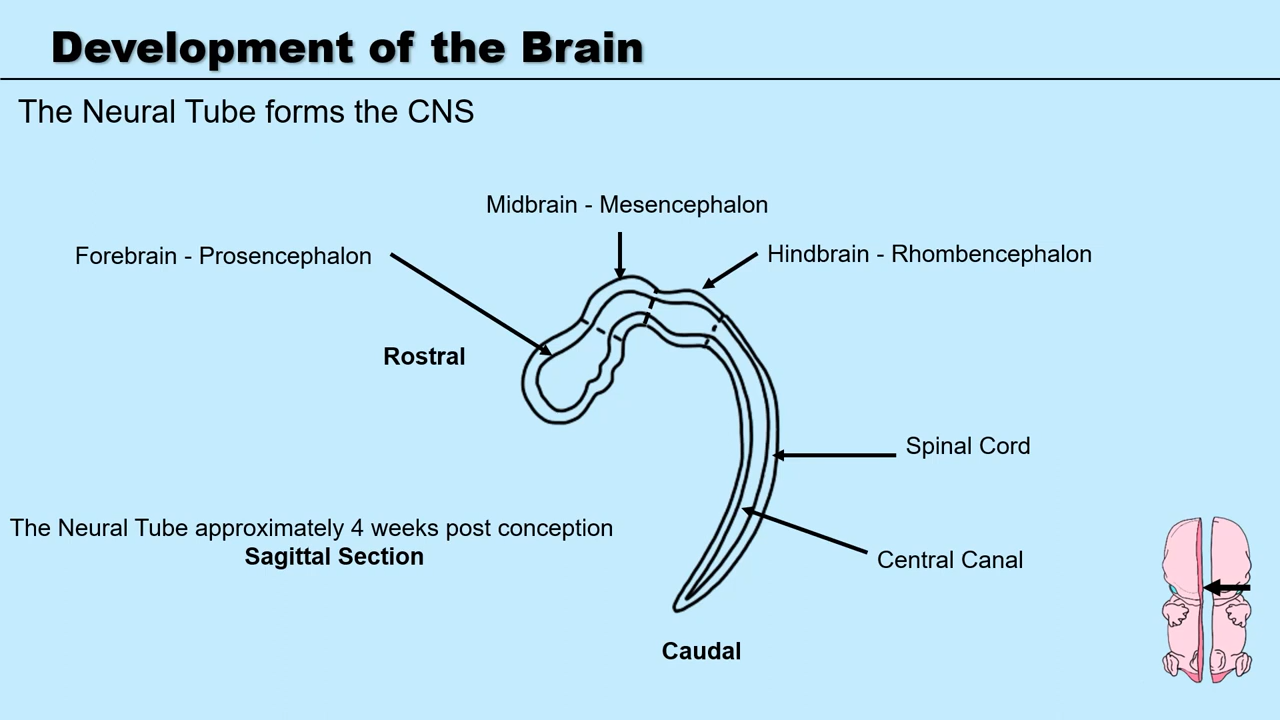 Development of the Brain
The Neural Tube forms the CNS
Midbrain - Mesencephalon
Forebrain - Prosencephalon
Hindbrain - Rhombencephalon
Rostral
Spinal Cord
The Neural Tube approximately 4 weeks post conception
Sagittal Section
Central Canal
Caudal